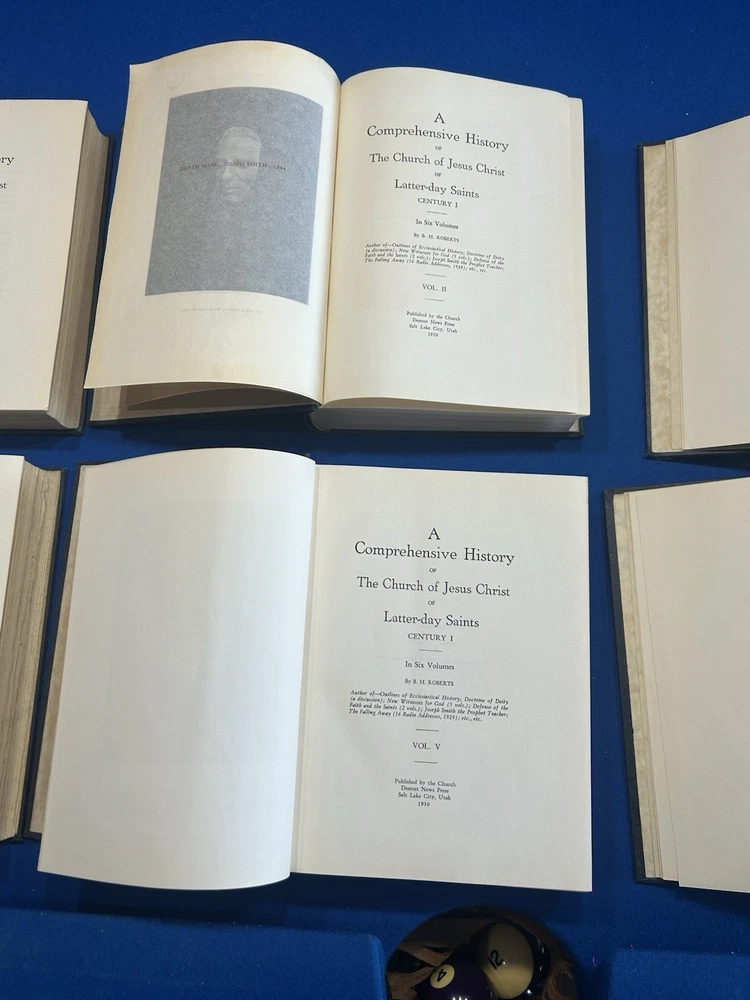 ry
st
DEATH MASK—JOSEPH SMITH—1844
A
Comprehensive History
OF
The Church of Jesus Christ
OF
Latter-day Saints
CENTURY I
In Six Volumes
By B. H. ROBERTS
Author of—Outlines of Ecclesiastical History; Doctrine of Deity
(a discussion); New Witnesses for God (3 vols.); Defense of the
Faith and the Saints (2 vols.); Joseph Smith the Prophet Teacher;
The Falling Away (16 Radio Addresses, 1929); etc., etc.
VOL. II
Published by the Church
Deseret News Press
Salt Lake City, Utah
1930
A
Comprehensive History
OF
The Church of Jesus Christ
OF
Latter-day Saints
CENTURY I
In Six Volumes
By B. H. ROBERTS
Author of—Outlines of Ecclesiastical History; Doctrine of Deity
(a discussion); New Witnesses for God (3 vols.); Defense of the
Faith and the Saints (2 vols.); Joseph Smith the Prophet Teacher;
The Falling Away (16 Radio Addresses, 1929); etc., etc.
VOL. V
Published by the Church
Deseret News Press
Salt Lake City, Utah
1930
12
4